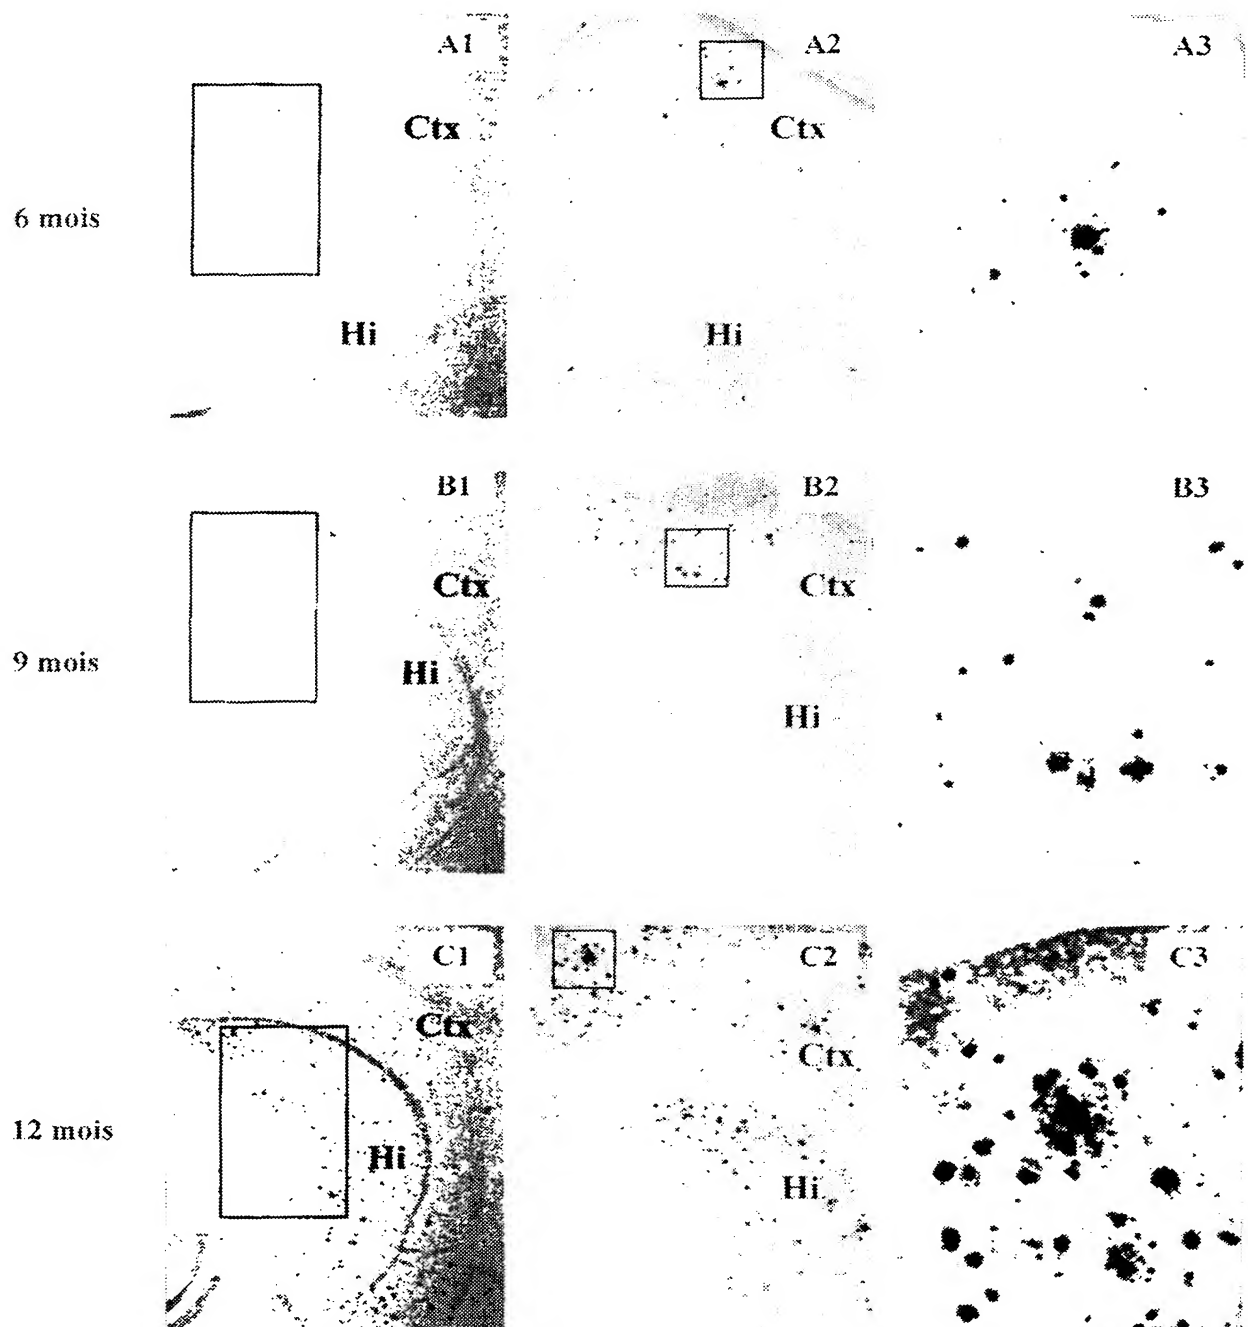 A1 A2 A3
Ctx Ctx
6 mois
Hi Hi
B1 B2 B3
Ctx Ctx
9 mois
Hi
Hi
C1 C2 C3
Ctx
Ctx
12 mois
Hi
Hi